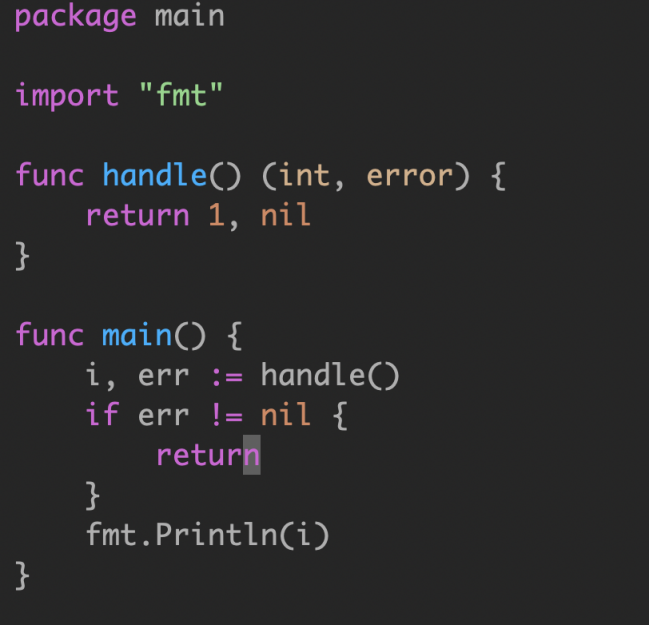 package main
import "fmt"
func handle() (int, error) {
    return 1, nil
}
func main() {
    i, err := handle()
    if err != nil {
        return
    }
    fmt.Println(i)
}